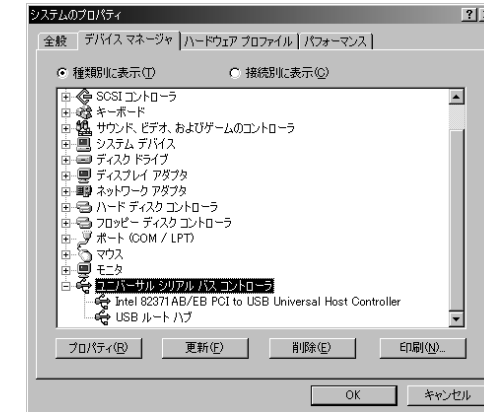 システムのプロパティ
全般 デバイス マネージャ ハードウェア プロファイル パフォーマンス
種類別に表示(T) 接続別に表示(C)
SCSI コントローラ
キーボード
サウンド、ビデオ、およびゲームのコントローラ
システム デバイス
ディスク ドライブ
ディスプレイ アダプタ
ネットワーク アダプタ
ハード ディスク コントローラ
フロッピー ディスク コントローラ
ポート (COM / LPT)
マウス
モニタ
ユニバーサル シリアル バス コントローラ
Intel 82371AB/EB PCI to USB Universal Host Controller
USB ルート ハブ
プロパティ(R) 更新(F) 削除(E) 印刷(N)...
OK キャンセル